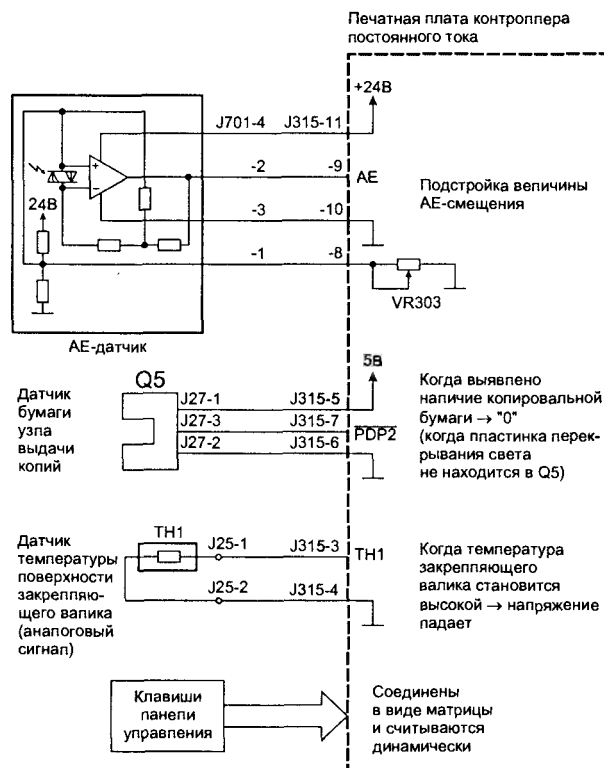 Печатная плата контроллера
постоянного тока
+24В
J701-4 J315-11
-2 -9 АЕ
24В
-3 -10
-1 -8
Подстройка величины
АЕ-смещения
VR303
АЕ-датчик
5В
Датчик
бумаги
узла
выдачи
копий
Q5
J27-1 J315-5
J27-3 J315-7 PDP2
J27-2 J315-6
Когда выявлено
наличие копировальной
бумаги → "0"
(когда пластинка перек-
рывания света
не находится в Q5)
Датчик
температуры
поверхности
закрепляю-
щего валика
(аналоговый
сигнал)
TH1
J25-1 J315-3 TH1
J25-2 J315-4
Когда температура
закрепляющего
валика становится
высокой → напряжение
падает
Клавиши
панели
управления
Соединены
в виде матрицы
и считываются
динамически